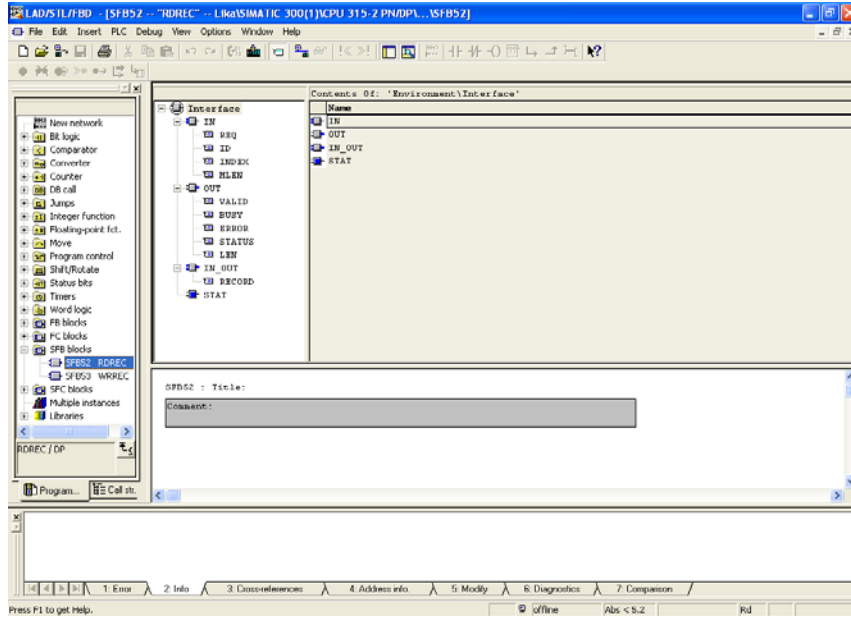 LAD/STL/FBD - [SFB52 -- "RDREC" -- Lika\SIMATIC 300(1)\CPU 315-2 PN/DP\...\SFB52]
File Edit Insert PLC Debug View Options Window Help
New network
Bit logic
Comparator
Converter
Counter
DB call
Jumps
Integer function
Floating-point fct.
Move
Program control
Shift/Rotate
Status bits
Timers
Word logic
FB blocks
FC blocks
SFB blocks
SFB52 RDREC
SFB53 WRREC
SFC blocks
Multiple instances
Libraries
RDREC / DP
Program...
Call str.
Interface
IN
REQ
ID
INDEX
MLEN
OUT
VALID
BUSY
ERROR
STATUS
LEN
IN_OUT
RECORD
STAT
Contents Of: 'Environment\Interface'
Name
IN
OUT
IN_OUT
STAT
SFB52 : Title:
Comment:
1: Error 2: Info 3: Cross-references 4: Address info. 5: Modify 6: Diagnostics 7: Comparison
Press F1 to get Help. offline Abs < 5.2 Rd